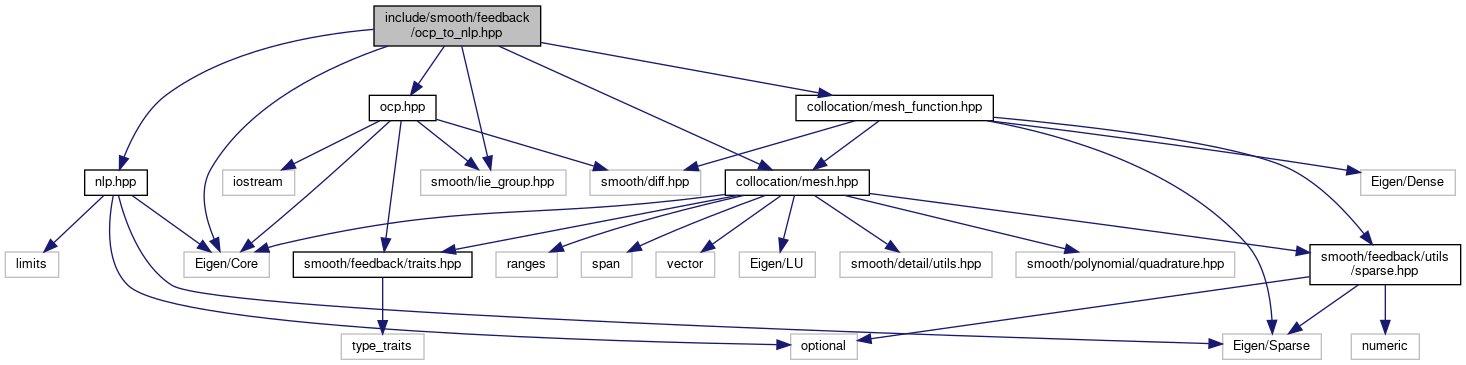 include/smooth/feedback
/ocp_to_nlp.hpp
ocp.hpp
collocation/mesh_function.hpp
nlp.hpp
iostream
smooth/lie_group.hpp
smooth/diff.hpp
collocation/mesh.hpp
Eigen/Dense
limits
Eigen/Core
smooth/feedback/traits.hpp
ranges
span
vector
Eigen/LU
smooth/detail/utils.hpp
smooth/polynomial/quadrature.hpp
smooth/feedback/utils
/sparse.hpp
type_traits
optional
Eigen/Sparse
numeric